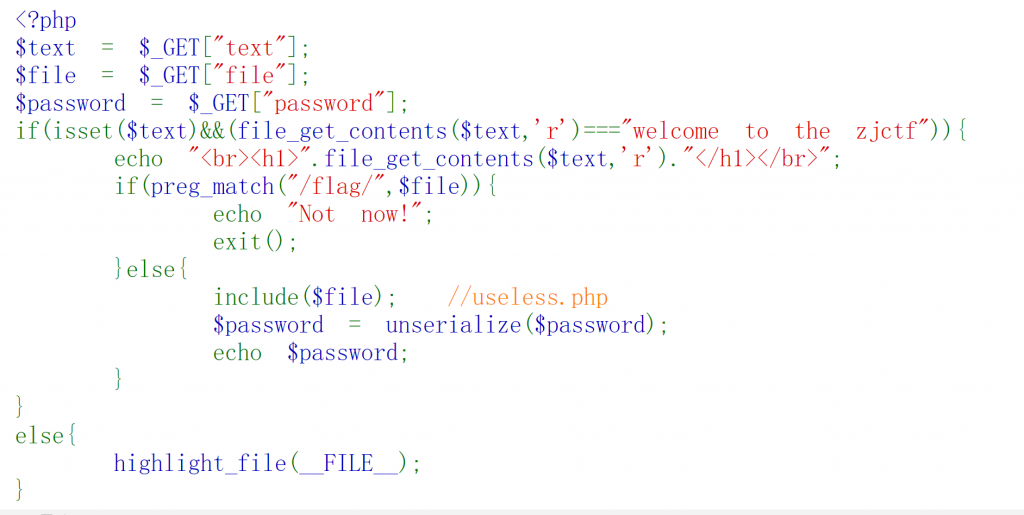 <?php
$text = $_GET["text"];
$file = $_GET["file"];
$password = $_GET["password"];
if(isset($text)&&(file_get_contents($text,'r')==="welcome to the zjctf")){
echo "<br><h1>".file_get_contents($text,'r')."</h1></br>";
if(preg_match("/flag/",$file)){
echo "Not now!";
exit();
}else{
include($file); //useless.php
$password = unserialize($password);
echo $password;
}
}
else{
highlight_file(__FILE__);
}